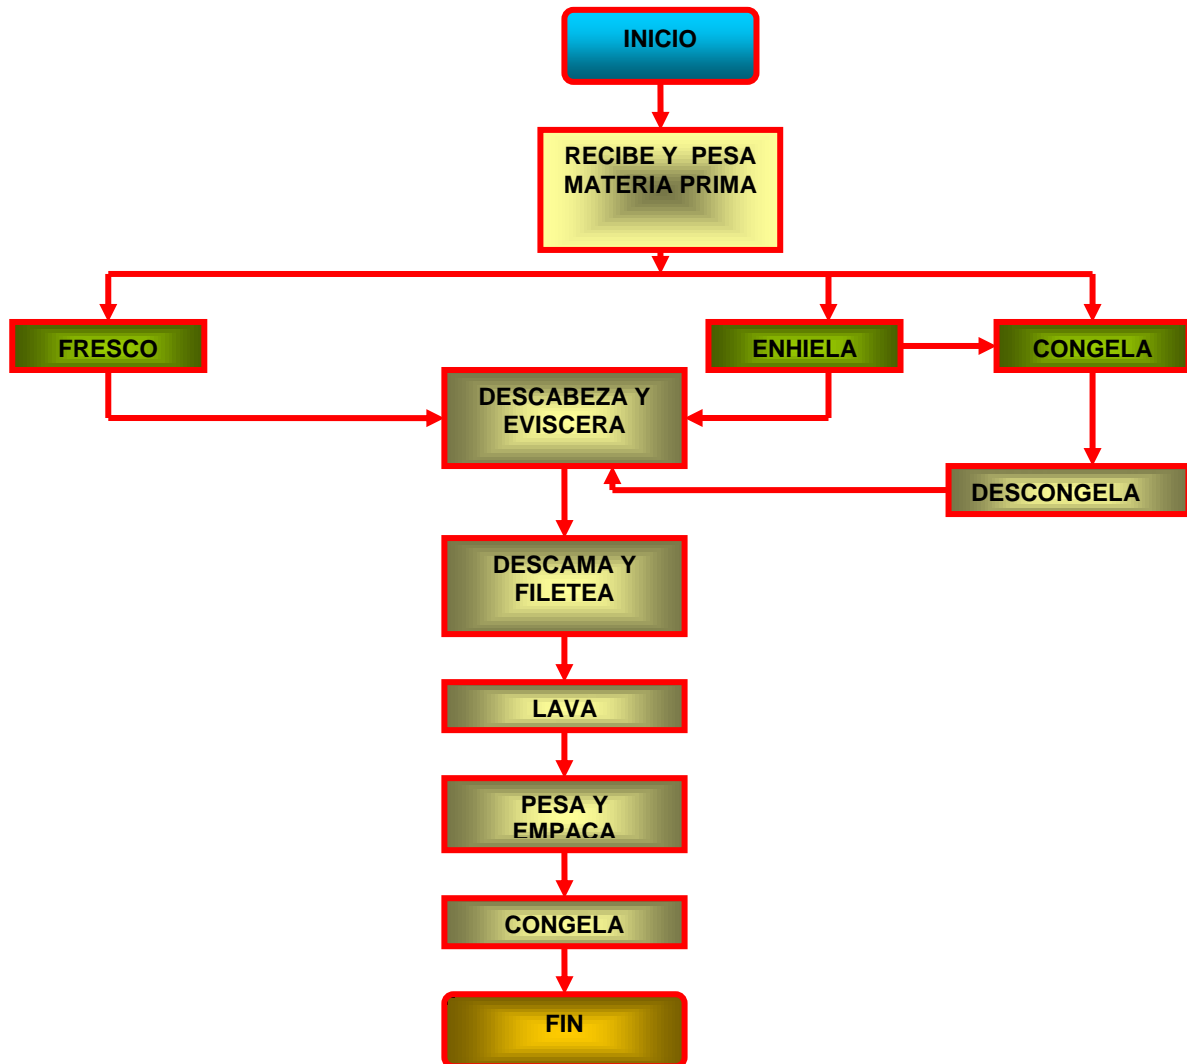 INICIO
RECIBE Y PESA
MATERIA PRIMA
FRESCO
ENHIELA
CONGELA
DESCABEZA Y
EVISCERA
DESCONGELA
DESCAMA Y
FILETEA
LAVA
PESA Y
EMPACA
CONGELA
FIN